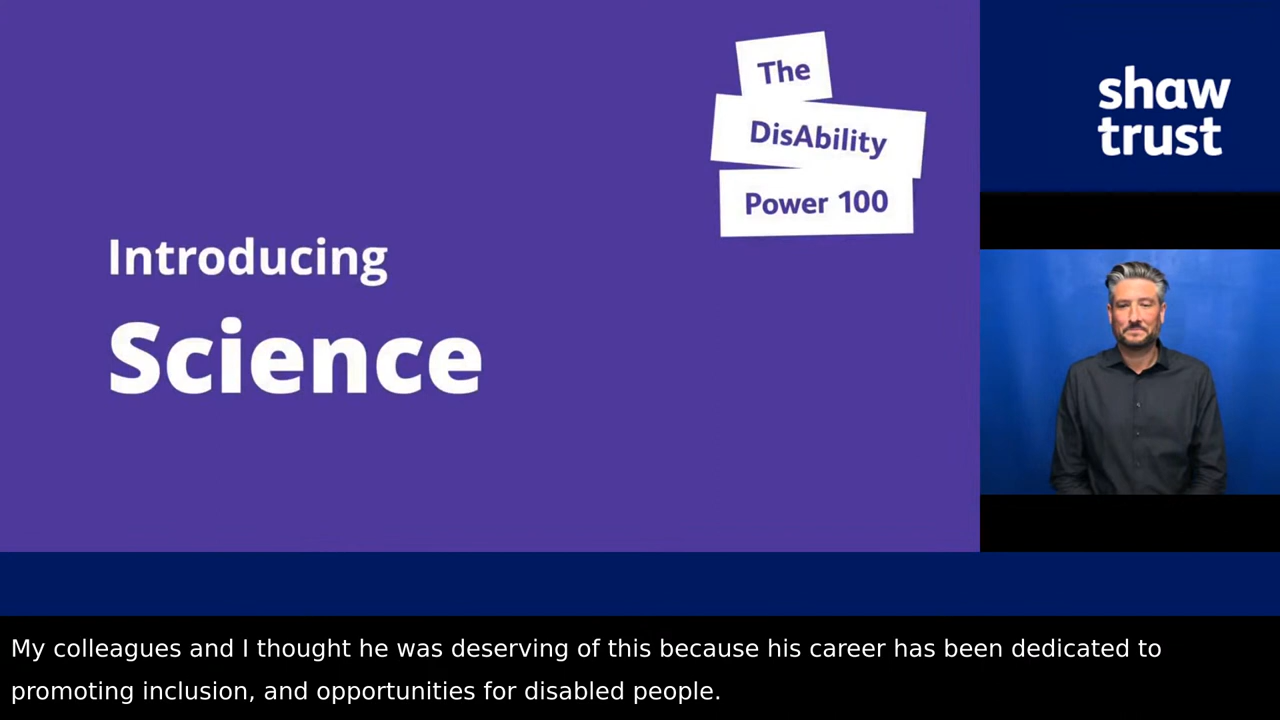 The
DisAbility
Power 100
Introducing
Science
shaw
trust
My colleagues and I thought he was deserving of this because his career has been dedicated to
promoting inclusion, and opportunities for disabled people.